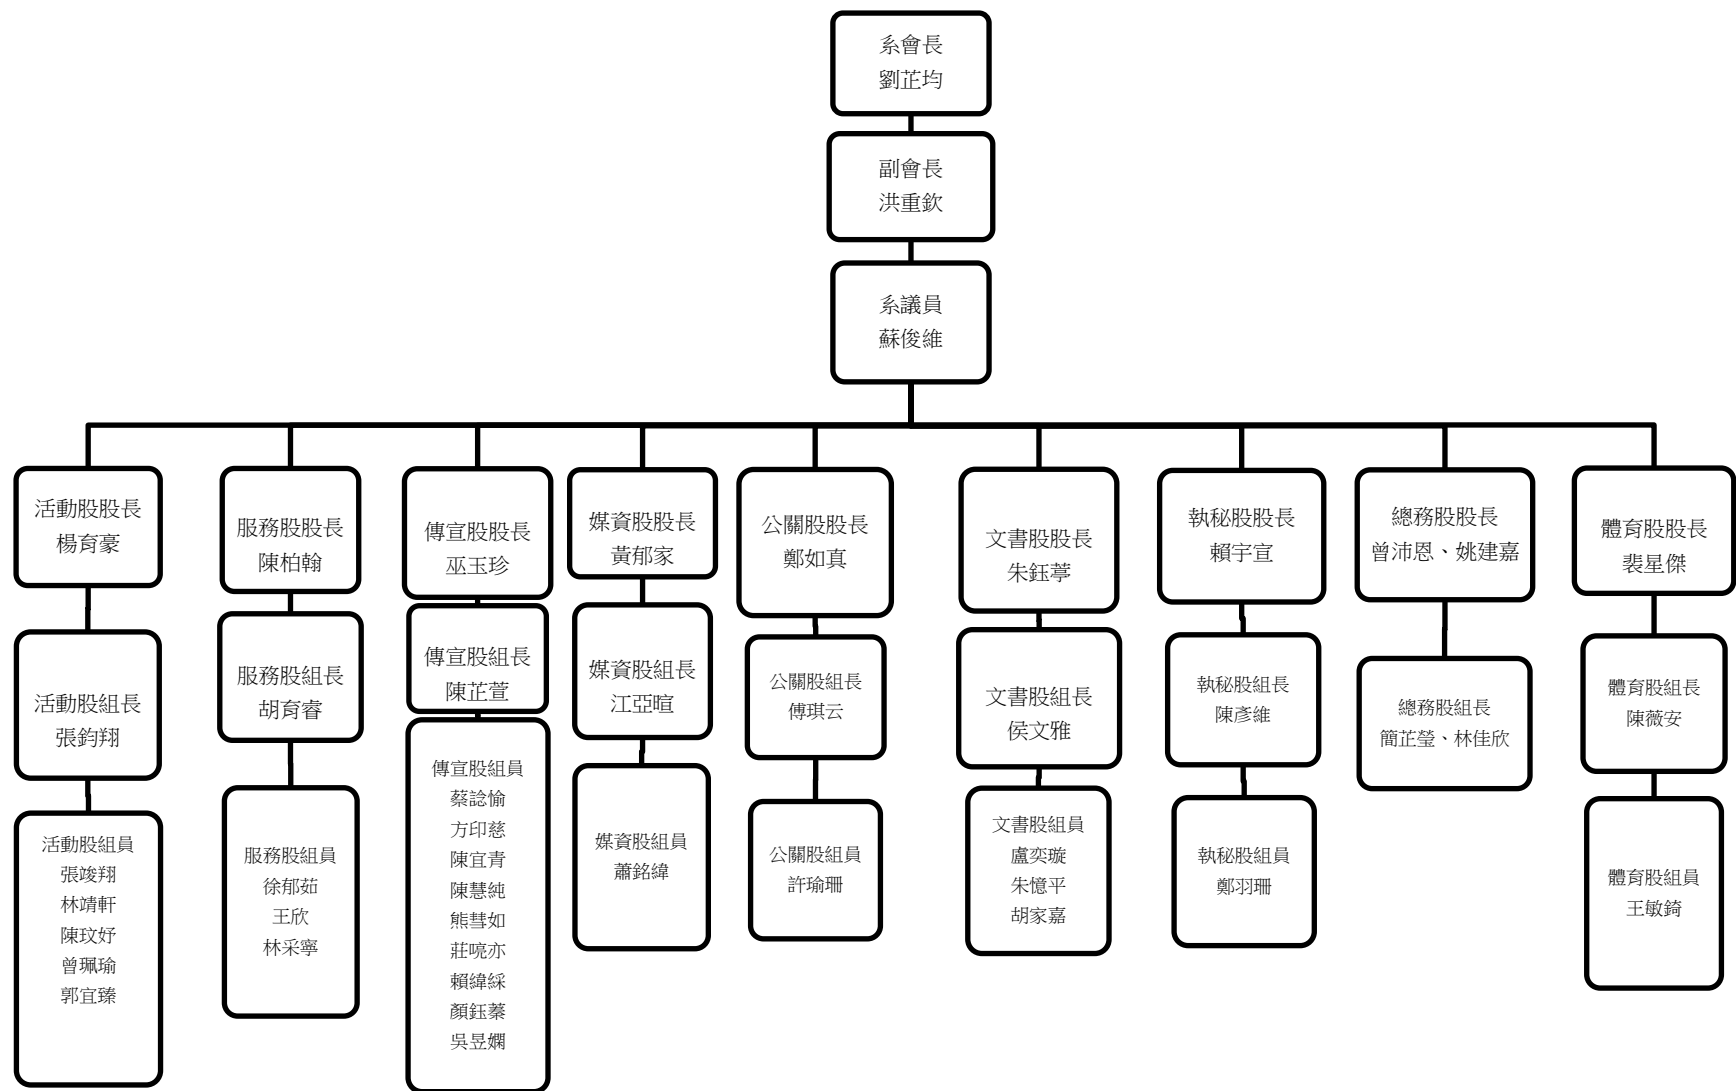 系會長
劉芷均
副會長
洪重欽
系議員
蘇俊維
活動股股長
楊育豪
活動股組長
張鈞翔
活動股組員
張竣翔
林靖軒
陳玟妤
曾珮瑜
郭宜臻
服務股股長
陳柏翰
服務股組長
胡育睿
服務股組員
徐郁茹
王欣
林采寧
傳宣股股長
巫玉珍
傳宣股組長
陳芷萱
傳宣股組員
蔡諗愉
方印慈
陳宜青
陳慧純
熊彗如
莊喨亦
賴緯綵
顏鈺蓁
吳昱嫻
媒資股股長
黃郁家
媒資股組長
江亞暄
媒資股組員
蕭銘緯
公關股股長
鄭如真
公關股組長
傅琪云
公關股組員
許瑜珊
文書股股長
朱鈺葶
文書股組長
侯文雅
文書股組員
盧奕璇
朱憶平
胡家嘉
執秘股股長
賴宇宣
執秘股組長
陳彥維
執秘股組員
鄭羽珊
總務股股長
曾沛恩、姚建嘉
總務股組長
簡芷瑩、林佳欣
體育股股長
裴星傑
體育股組長
陳薇安
體育股組員
王敏錡